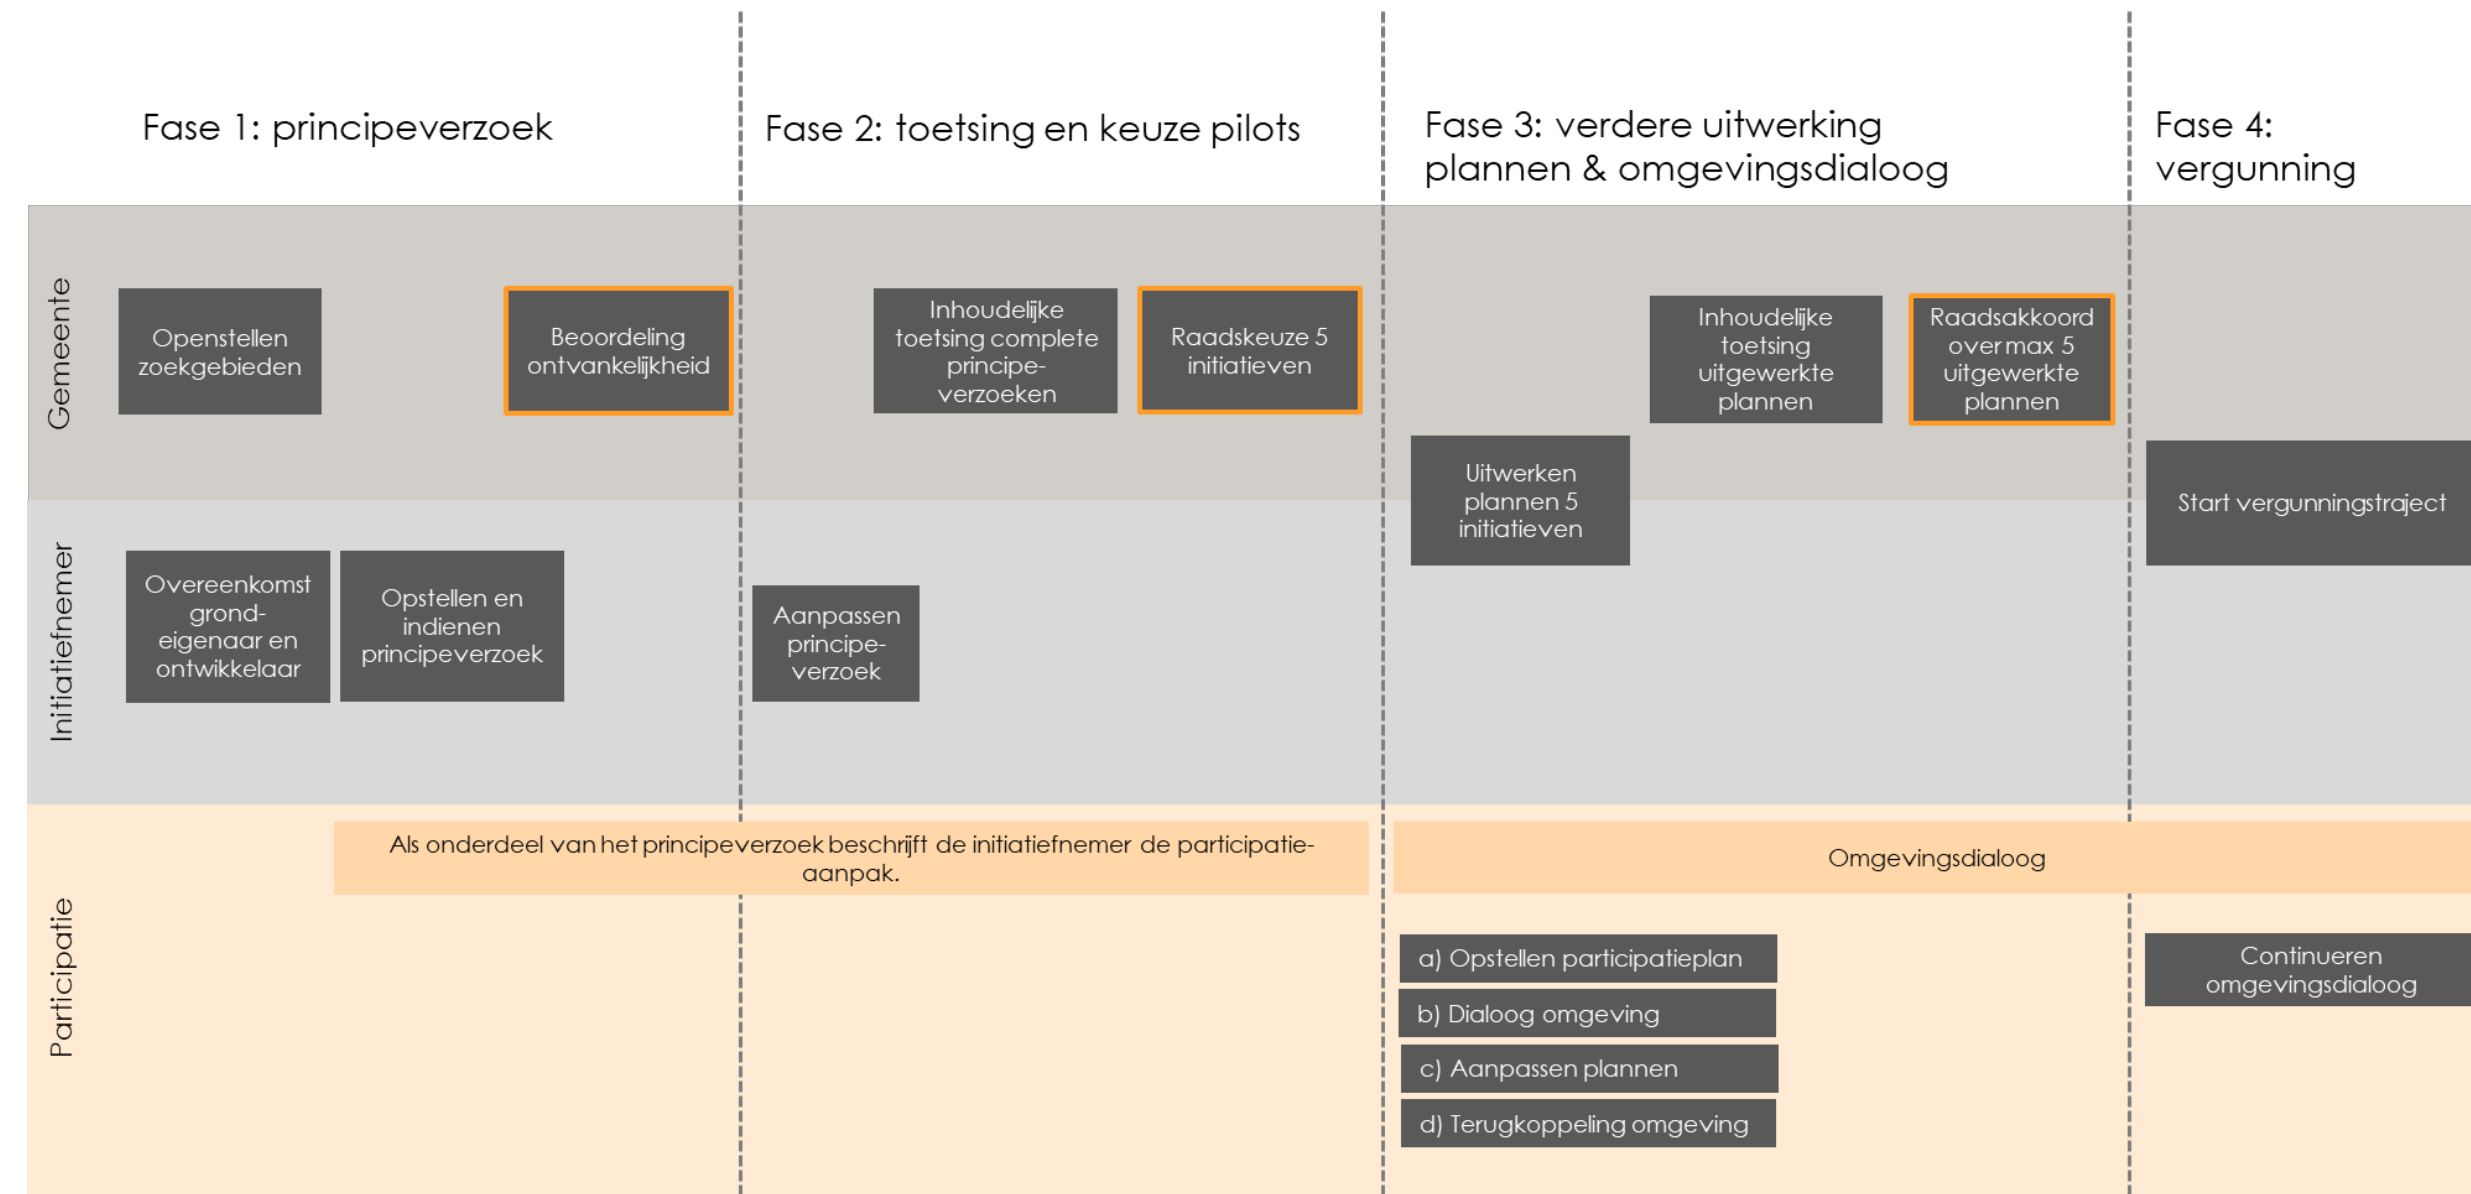 Fase 1: principeverzoek
Fase 2: toetsing en keuze pilots
Fase 3: verdere uitwerking
plannen & omgevingsdialoog
Fase 4:
vergunning
Gemeente
Openstellen
zoekgebieden
Beoordeling
ontvankelijkheid
Inhoudelijke
toetsing complete
principe-
verzoeken
Raadskeuze 5
initiatieven
Inhoudelijke
toetsing
uitgewerkte
plannen
Raadsakkoord
over max 5
uitgewerkte
plannen
Uitwerken
plannen 5
initiatieven
Start vergunningstraject
Initiatiefnemer
Overeenkomst
grond-
eigenaar en
ontwikkelaar
Opstellen en
indienen
principeverzoek
Aanpassen
principe-
verzoek
Participatie
Als onderdeel van het principeverzoek beschrijft de initiatiefnemer de participatie-
aanpak.
Omgevingsdialoog
a) Opstellen participatieplan
b) Dialoog omgeving
c) Aanpassen plannen
d) Terugkoppeling omgeving
Continueren
omgevingsdialoog